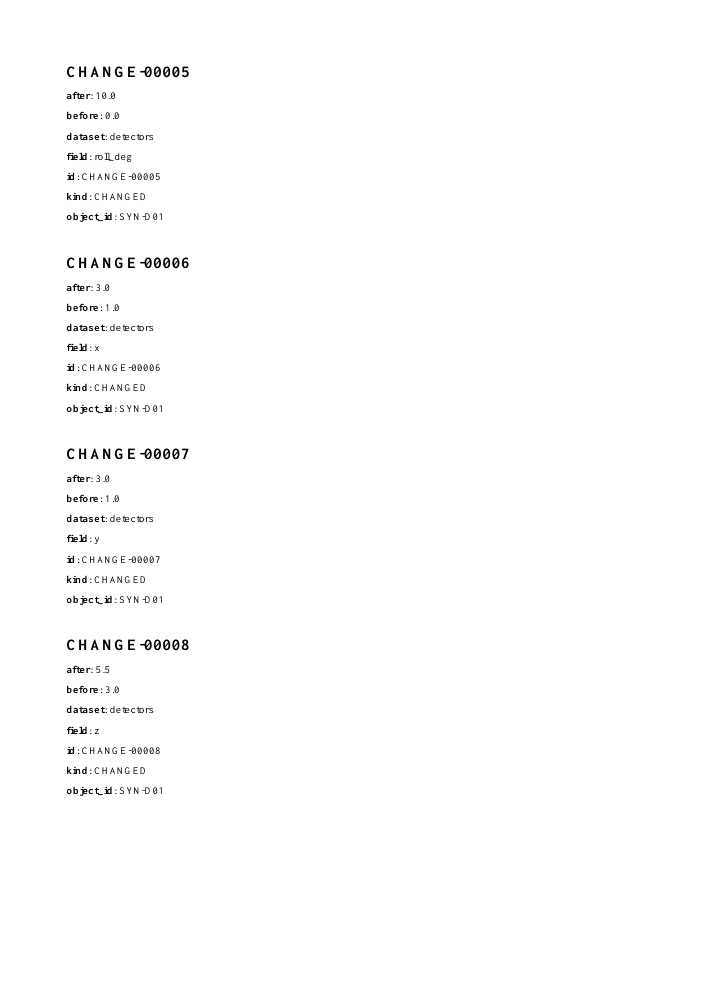 CHANGE-00005
after: 10.0
before: 0.0
dataset: detectors
field: roll_deg
id: CHANGE-00005
kind: CHANGED
object_id: SYN-D01
CHANGE-00006
after: 3.0
before: 1.0
dataset: detectors
field: x
id: CHANGE-00006
kind: CHANGED
object_id: SYN-D01
CHANGE-00007
after: 3.0
before: 1.0
dataset: detectors
field: y
id: CHANGE-00007
kind: CHANGED
object_id: SYN-D01
CHANGE-00008
after: 5.5
before: 3.0
dataset: detectors
field: z
id: CHANGE-00008
kind: CHANGED
object_id: SYN-D01